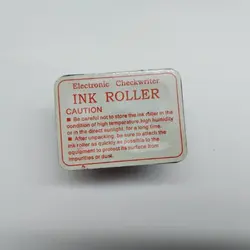 Electronic Checkwriter
INK ROLLER
CAUTION
■ Be careful not to store the ink roller in the
condition of high temperature, high humidity
or in the direct sunlight, for a long time.
■ After unpacking, be sure to attach the
ink roller as quickly as possible to the
equipment to protect its surface from
impurities or dust.